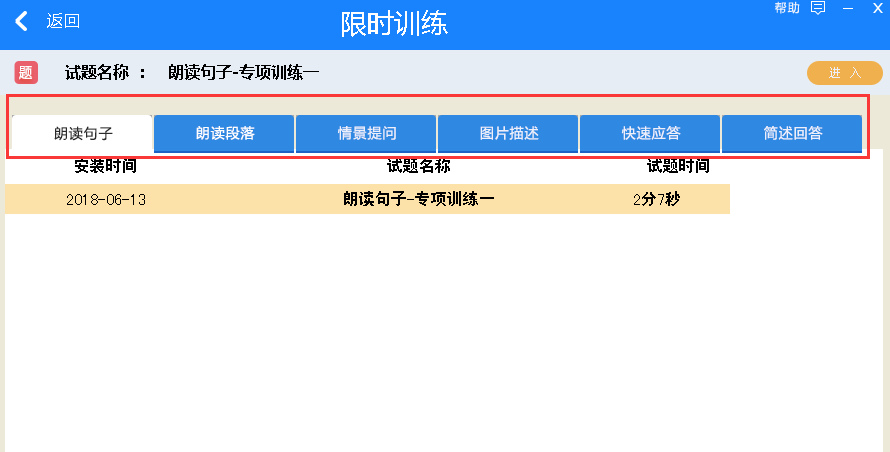 返回 限时训练 帮助
题 试题名称 ： 朗读句子-专项训练一 进 入
朗读句子 朗读段落 情景提问 图片描述 快速应答 简述回答
安装时间 试题名称 试题时间
2018-06-13 朗读句子-专项训练一 2分7秒